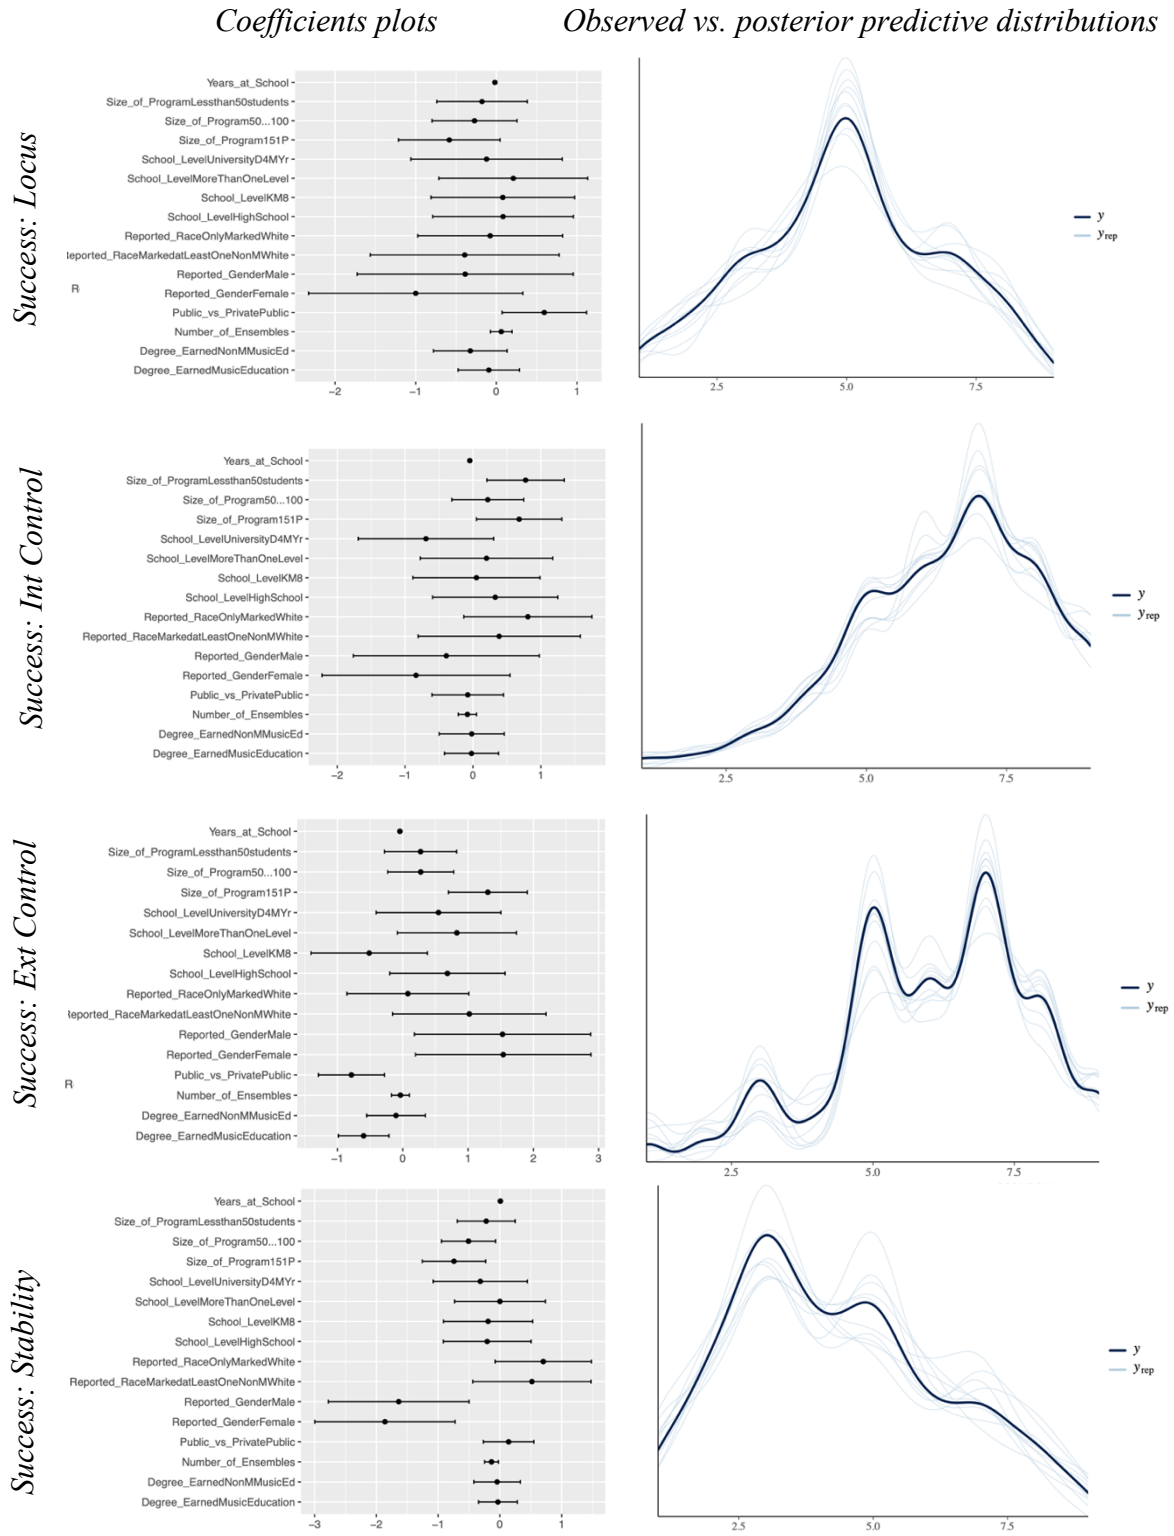 Coefficients plots
Observed vs. posterior predictive distributions
Success: Locus
Years_at_School
Size_of_ProgramLessthan50students
Size_of_Program50...100
Size_of_Program151P
School_LevelUniversityD4MYr
School_LevelMoreThanOneLevel
School_LevelKM8
School_LevelHighSchool
Reported_RaceOnlyMarkedWhite
leported_RaceMarkedatLeastOneNonMWhite
Reported_GenderMale
R
Reported_GenderFemale
Public_vs_PrivatePublic
Number_of_Ensembles
Degree_EarnedNonMMusicEd
Degree_EarnedMusicEducation
−2 −1 0 1
y
yrep
2.5 5.0 7.5
Success: Int Control
Years_at_School
Size_of_ProgramLessthan50students
Size_of_Program50...100
Size_of_Program151P
School_LevelUniversityD4MYr
School_LevelMoreThanOneLevel
School_LevelKM8
School_LevelHighSchool
Reported_RaceOnlyMarkedWhite
Reported_RaceMarkedatLeastOneNonMWhite
Reported_GenderMale
Reported_GenderFemale
Public_vs_PrivatePublic
Number_of_Ensembles
Degree_EarnedNonMMusicEd
Degree_EarnedMusicEducation
−2 −1 0 1
y
yrep
2.5 5.0 7.5
Success: Ext Control
Years_at_School
Size_of_ProgramLessthan50students
Size_of_Program50...100
Size_of_Program151P
School_LevelUniversityD4MYr
School_LevelMoreThanOneLevel
School_LevelKM8
School_LevelHighSchool
Reported_RaceOnlyMarkedWhite
leported_RaceMarkedatLeastOneNonMWhite
Reported_GenderMale
Reported_GenderFemale
Public_vs_PrivatePublic
R
Number_of_Ensembles
Degree_EarnedNonMMusicEd
Degree_EarnedMusicEducation
−1 0 1 2 3
y
yrep
2.5 5.0 7.5
Success: Stability
Years_at_School
Size_of_ProgramLessthan50students
Size_of_Program50...100
Size_of_Program151P
School_LevelUniversityD4MYr
School_LevelMoreThanOneLevel
School_LevelKM8
School_LevelHighSchool
Reported_RaceOnlyMarkedWhite
Reported_RaceMarkedatLeastOneNonMWhite
Reported_GenderMale
Reported_GenderFemale
Public_vs_PrivatePublic
Number_of_Ensembles
Degree_EarnedNonMMusicEd
Degree_EarnedMusicEducation
−3 −2 −1 0 1
y
yrep
2.5 5.0 7.5